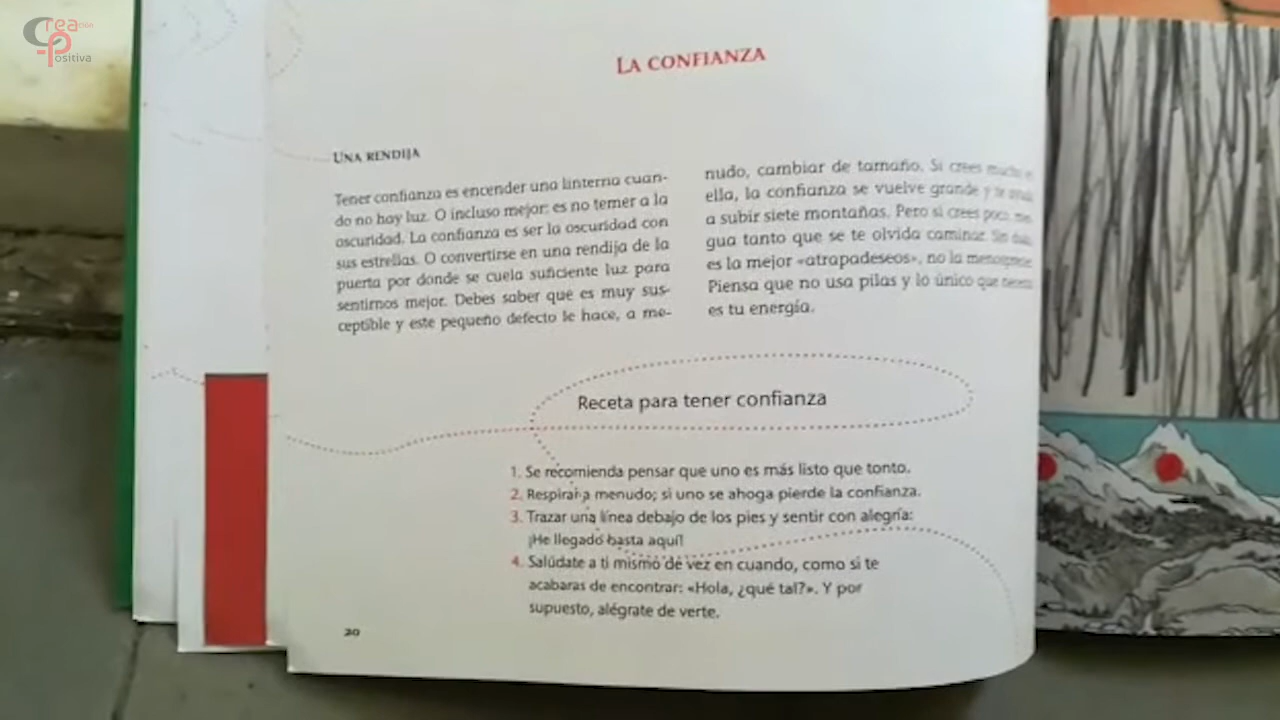 Creación
Positiva
LA CONFIANZA
UNA RENDIJA
Tener confianza es encender una linterna cuan-
do no hay luz. O incluso mejor: es no temer a la
oscuridad. La confianza es ser la oscuridad con
sus estrellas. O convertirse en una rendija de la
puerta por donde se cuela suficiente luz para
sentirnos mejor. Debes saber que es muy sus-
ceptible y este pequeño defecto le hace, a me-
nudo, cambiar de tamaño. Si crees mucho
ella, la confianza se vuelve grande y te
a subir siete montañas. Pero si crees poco,
gua tanto que se te olvida caminar.
es la mejor «atrapadeseos», no la
Piensa que no usa pilas y lo único que
es tu energía.
Receta para tener confianza
1. Se recomienda pensar que uno es más listo que tonto.
2. Respirar a menudo; si uno se ahoga pierde la confianza.
3. Trazar una línea debajo de los pies y sentir con alegría:
¡He llegado hasta aquí!
4. Salúdate a ti mismo de vez en cuando, como si te
acabaras de encontrar: «Hola, ¿qué tal?». Y por
supuesto, alégrate de verte.
20